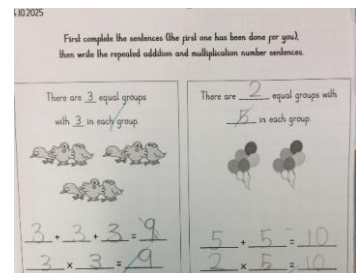 4.10.2025
First complete the sentences (the first one has been done for you),
then write the repeated addition and multiplication number sentences.
There are 3 equal groups
with 3 in each group.
3 + 3 + 3 = 9
3 x 3 = 9
There are 2 equal groups with
5 in each group.
5 + 5 = 10
2 x 5 = 10